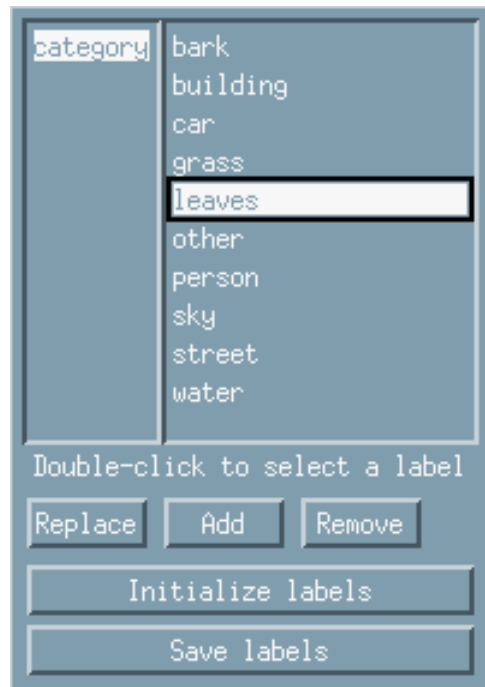 category
bark
building
car
grass
leaves
other
person
sky
street
water
Double-click to select a label
Replace Add Remove
Initialize labels
Save labels